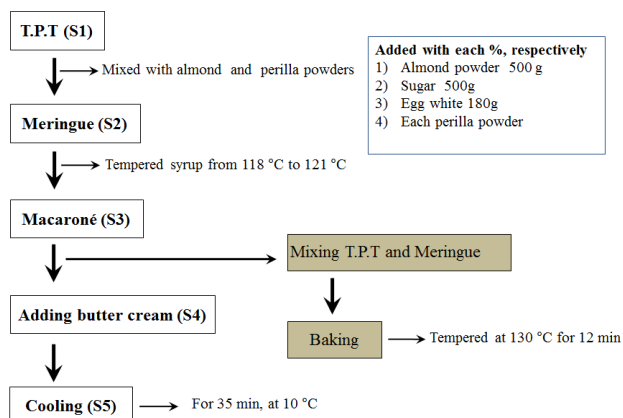 T.P.T (S1)
Mixed with almond and perilla powders
Meringue (S2)
Tempered syrup from 118 °C to 121 °C
Macaroné (S3)
Mixing T.P.T and Meringue
Adding butter cream (S4)
Baking
Tempered at 130 °C for 12 min
Cooling (S5)
For 35 min, at 10 °C
Added with each %, respectively
1) Almond powder 500 g
2) Sugar 500g
3) Egg white 180g
4) Each perilla powder